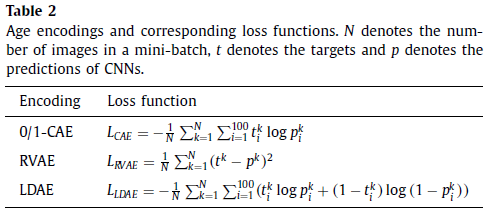 Table 2
Age encodings and corresponding loss functions. N denotes the num-
ber of images in a mini-batch, t denotes the targets and p denotes the
predictions of CNNs.
Encoding Loss function
0/1-CAE L_{CAE} = -\frac{1}{N} \sum_{k=1}^{N} \sum_{i=1}^{100} t_i^k \log p_i^k
RVAE L_{RVAE} = \frac{1}{N} \sum_{k=1}^{N} (t^k - p^k)^2
LDAE L_{LDAE} = -\frac{1}{N} \sum_{k=1}^{N} \sum_{i=1}^{100} (t_i^k \log p_i^k + (1 - t_i^k) \log (1 - p_i^k))